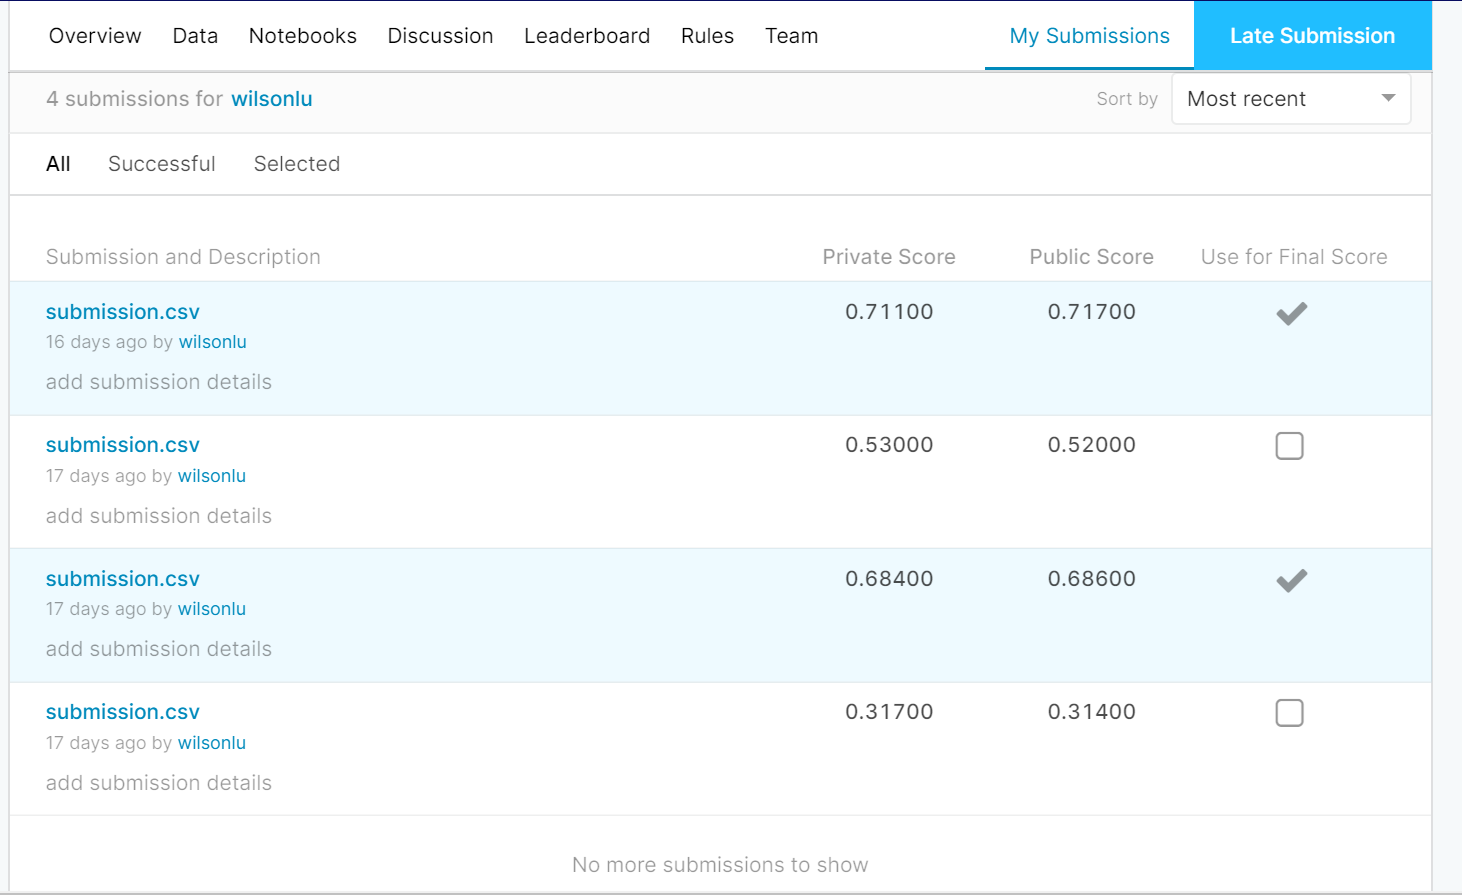 Overview Data Notebooks Discussion Leaderboard Rules Team My Submissions Late Submission
4 submissions for wilsonlu Sort by Most recent
All Successful Selected
Submission and Description Private Score Public Score Use for Final Score
submission.csv 0.71100 0.71700
16 days ago by wilsonlu
add submission details
submission.csv 0.53000 0.52000
17 days ago by wilsonlu
add submission details
submission.csv 0.68400 0.68600
17 days ago by wilsonlu
add submission details
submission.csv 0.31700 0.31400
17 days ago by wilsonlu
add submission details
No more submissions to show